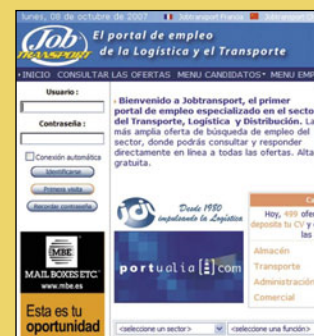 lunes, 08 de octubre de 2007 Jobtransport Francia
Job
TRANSPORT
El portal de empleo
de la Logística y el Transporte
• INICIO CONSULTAR LAS OFERTAS MENU CANDIDATOS • MENU EMP
Usuario :
Contraseña :
Conexión automática
Identificarse
Primera visita
Recordar contraseña
MBE
MAIL BOXES ETC.
www.mbe.es
Esta es tu
oportunidad
› Bienvenido a Jobtransport, el primer
portal de empleo especializado en el secto
del Transporte, Logística y Distribución. La
más amplia oferta de búsqueda de empleo del
sector, donde podrás consultar y responder
directamente en línea a todas las ofertas. Alta
gratuita.
jdi
Desde 1980
impulsando la Logística
portualia com
Ca
Hoy, 499 ofer
deposita tu CV y
las
Almacén
Transporte
Administración
Comercial
<seleccione un sector>
<seleccione una función>